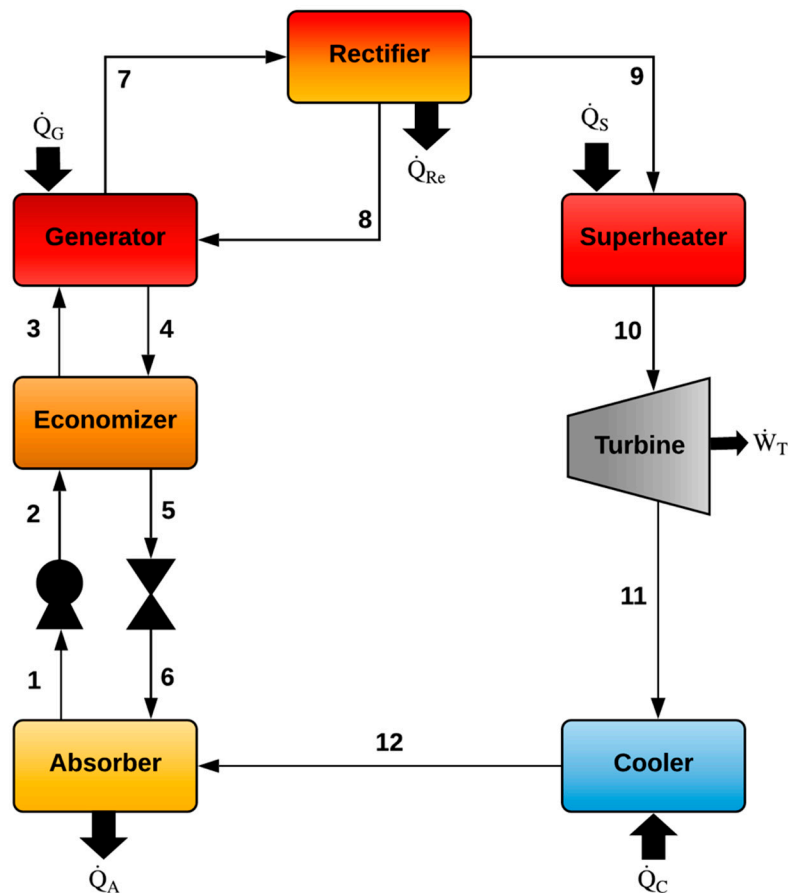 Rectifier
7
9
Q̇G
Q̇S
Q̇Re
8
Generator
Superheater
3
4
10
Economizer
Turbine
ẆT
2
5
11
1
6
12
Absorber
Cooler
Q̇A
Q̇C